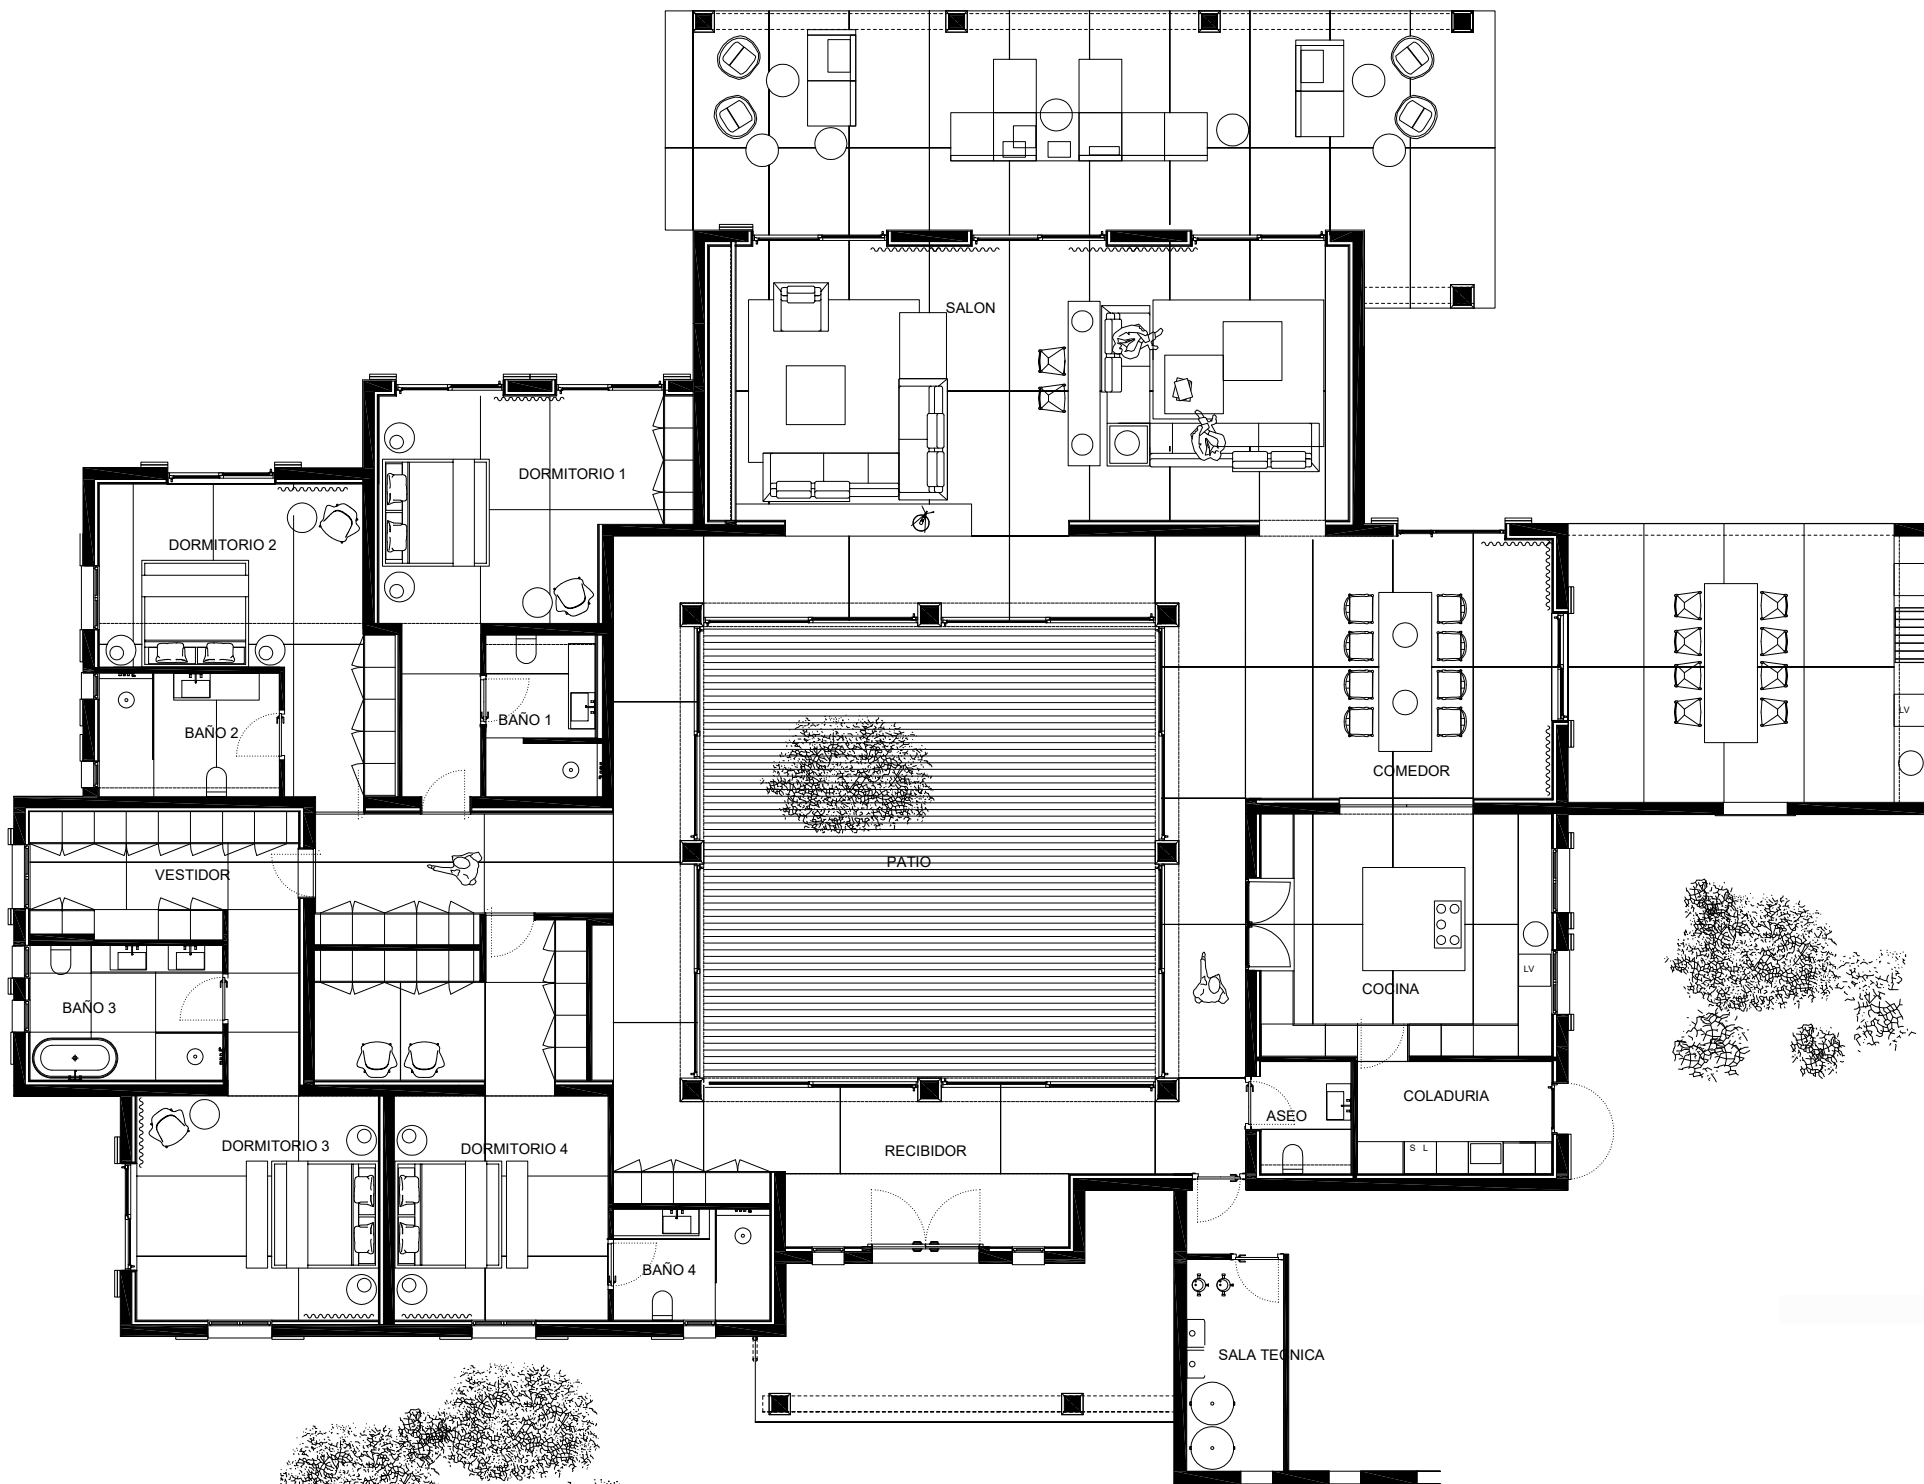 SALON
DORMITORIO 1
DORMITORIO 2
LV
BAÑO 1
BAÑO 2
COMEDOR
PATIO
VESTIDOR
LV
COCINA
BAÑO 3
COLADURIA
ASEO
DORMITORIO 3
DORMITORIO 4
RECIBIDOR
S L
BAÑO 4
SALA TECNICA